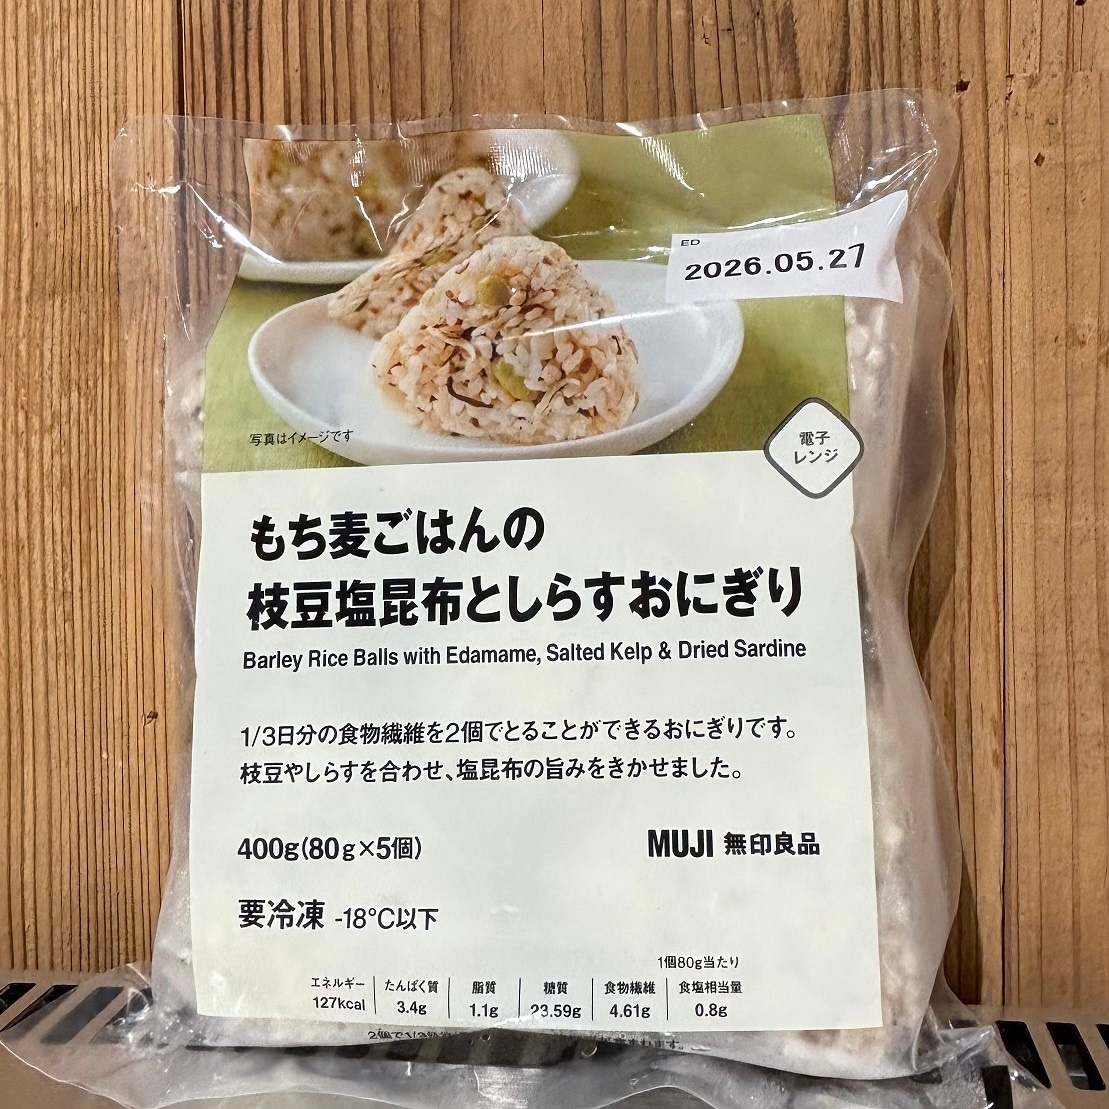 ED
2026.05.27
写真はイメージです
電子
レンジ
もち麦ごはんの
枝豆塩昆布としらすおにぎり
Barley Rice Balls with Edamame, Salted Kelp & Dried Sardine
1/3日分の食物繊維を2個でとることができるおにぎりです。
枝豆やしらすを合わせ、塩昆布の旨みをきかせました。
400g(80g×5個)
MUJI 無印良品
要冷凍 -18℃以下
1個80g当たり
エネルギー たんぱく質 脂質 糖質 食物繊維 食塩相当量
127kcal 3.4g 1.1g 23.59g 4.61g 0.8g